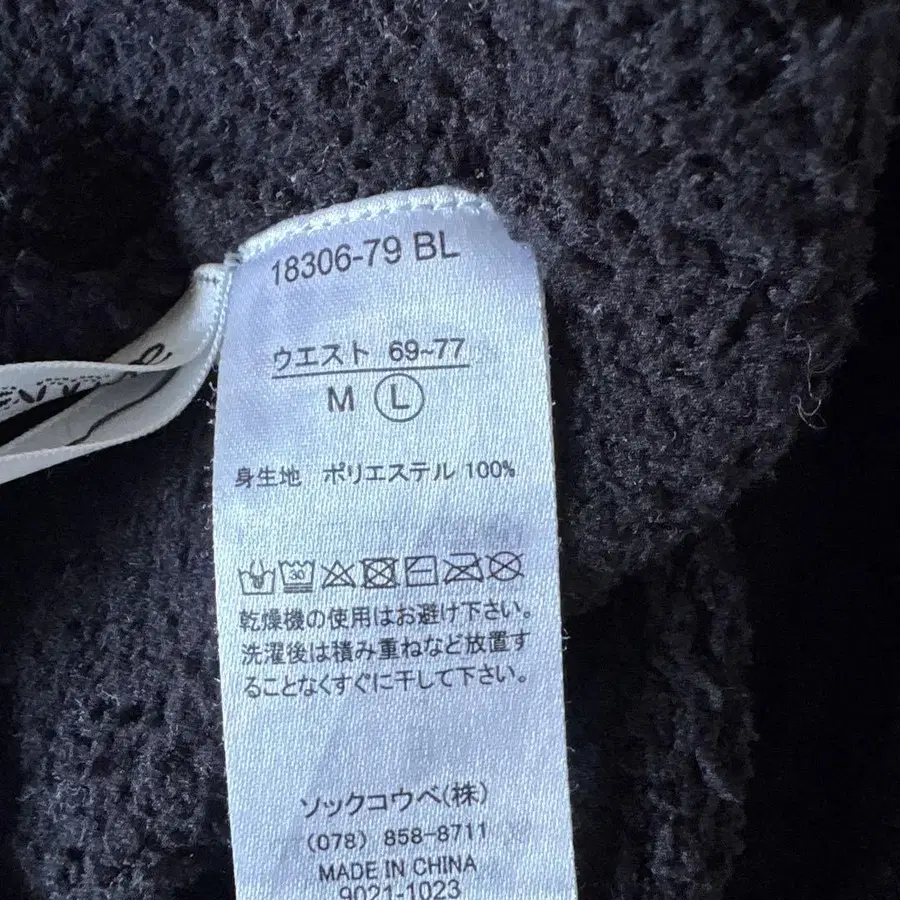 18306-79 BL
ウエスト 69~77
M L
身生地 ポリエステル 100%
30
乾燥機の使用はお避け下さい。
洗濯後は積み重ねなど放置す
ることなくすぐに干して下さい。
ソックコウベ(株)
(078) 858-8711
MADE IN CHINA
9021-1023